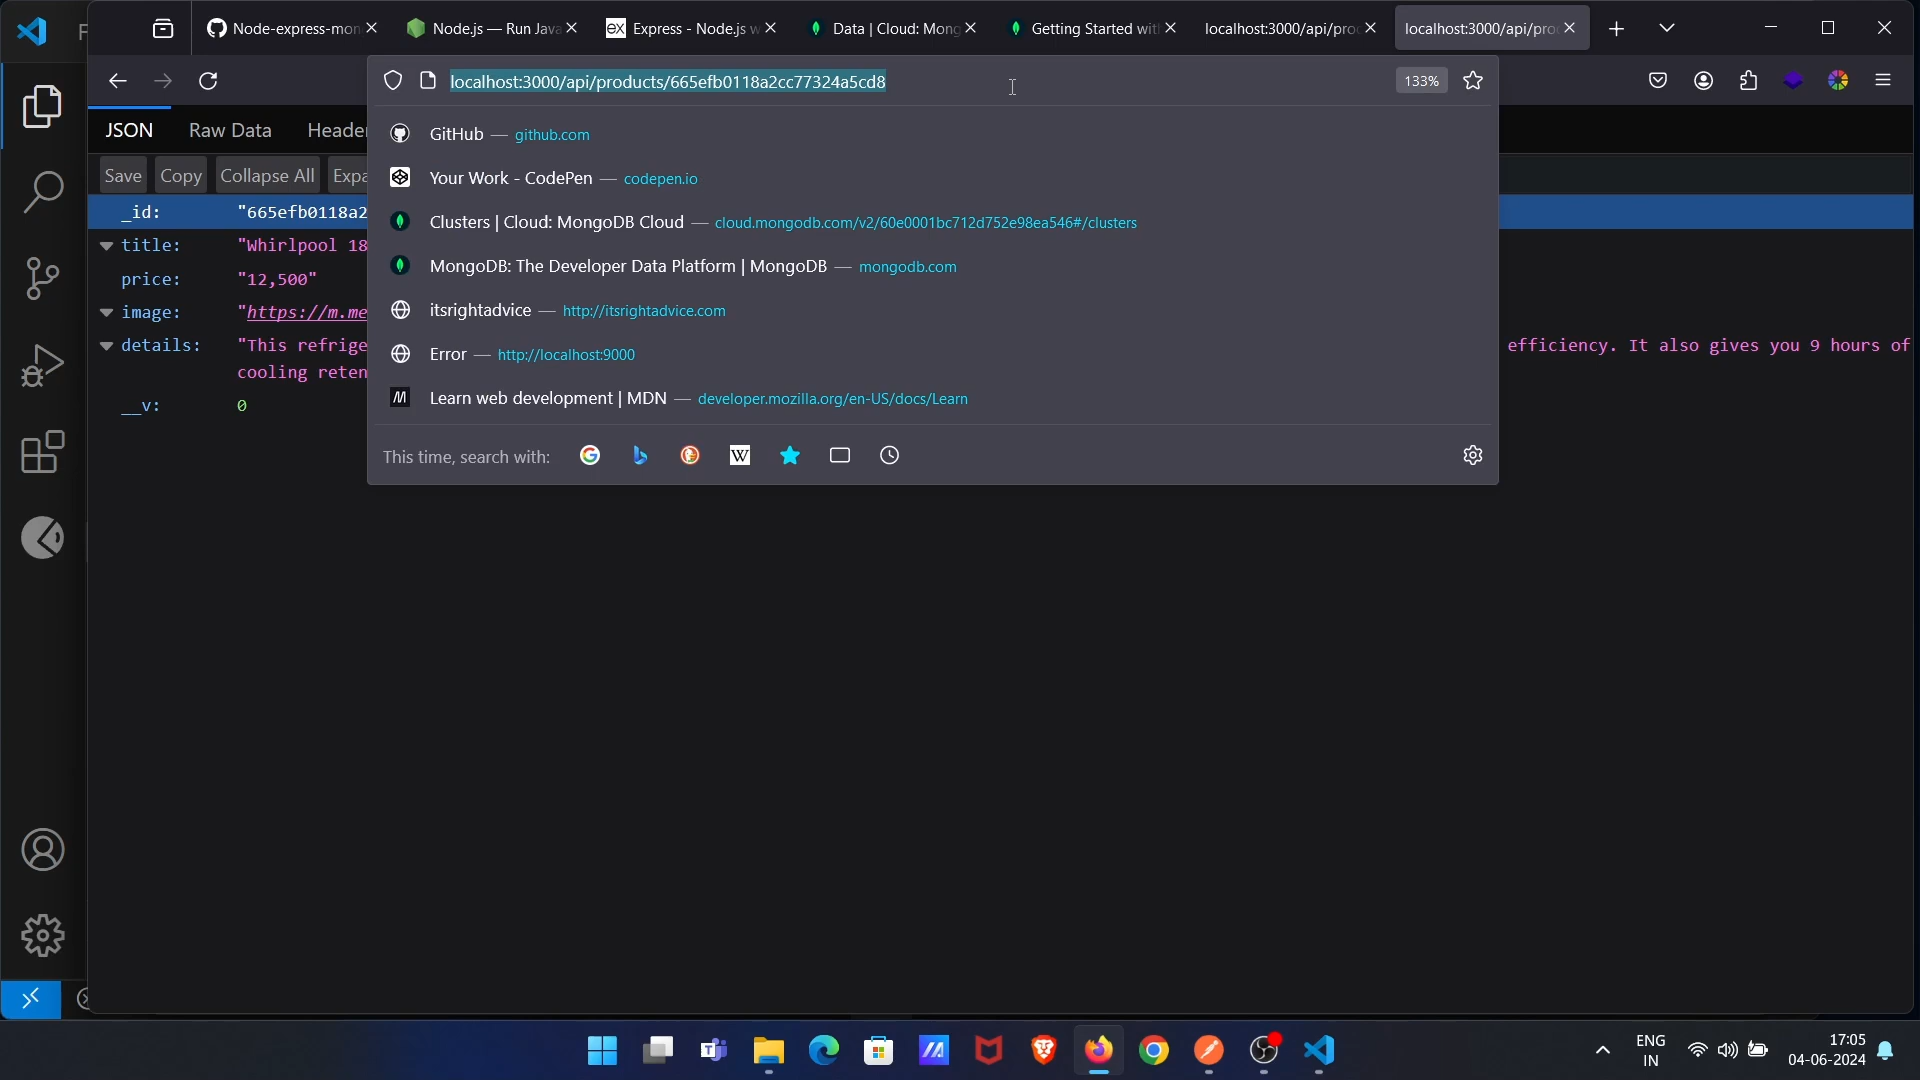 F
Node-express-mon
Node.js — Run Java
Express - Node.js w
Data | Cloud: Mong
Getting Started wit
localhost:3000/api/pro
localhost:3000/api/pro
localhost:3000/api/products/665efb0118a2cc77324a5cd8
133%
JSON Raw Data Header
Save Copy Collapse All Expa
_id: "665efb0118a2
title: "Whirlpool 18
price: "12,500"
image: "https://m.me
details: "This refrige efficiency. It also gives you 9 hours of
cooling reten
__v: 0
GitHub — github.com
Your Work - CodePen — codepen.io
Clusters | Cloud: MongoDB Cloud — cloud.mongodb.com/v2/60e0001bc712d752e98ea546#/clusters
MongoDB: The Developer Data Platform | MongoDB — mongodb.com
itsrightadvice — http://itsrightadvice.com
Error — http://localhost:9000
Learn web development | MDN — developer.mozilla.org/en-US/docs/Learn
This time, search with:
ENG
IN
17:05
04-06-2024